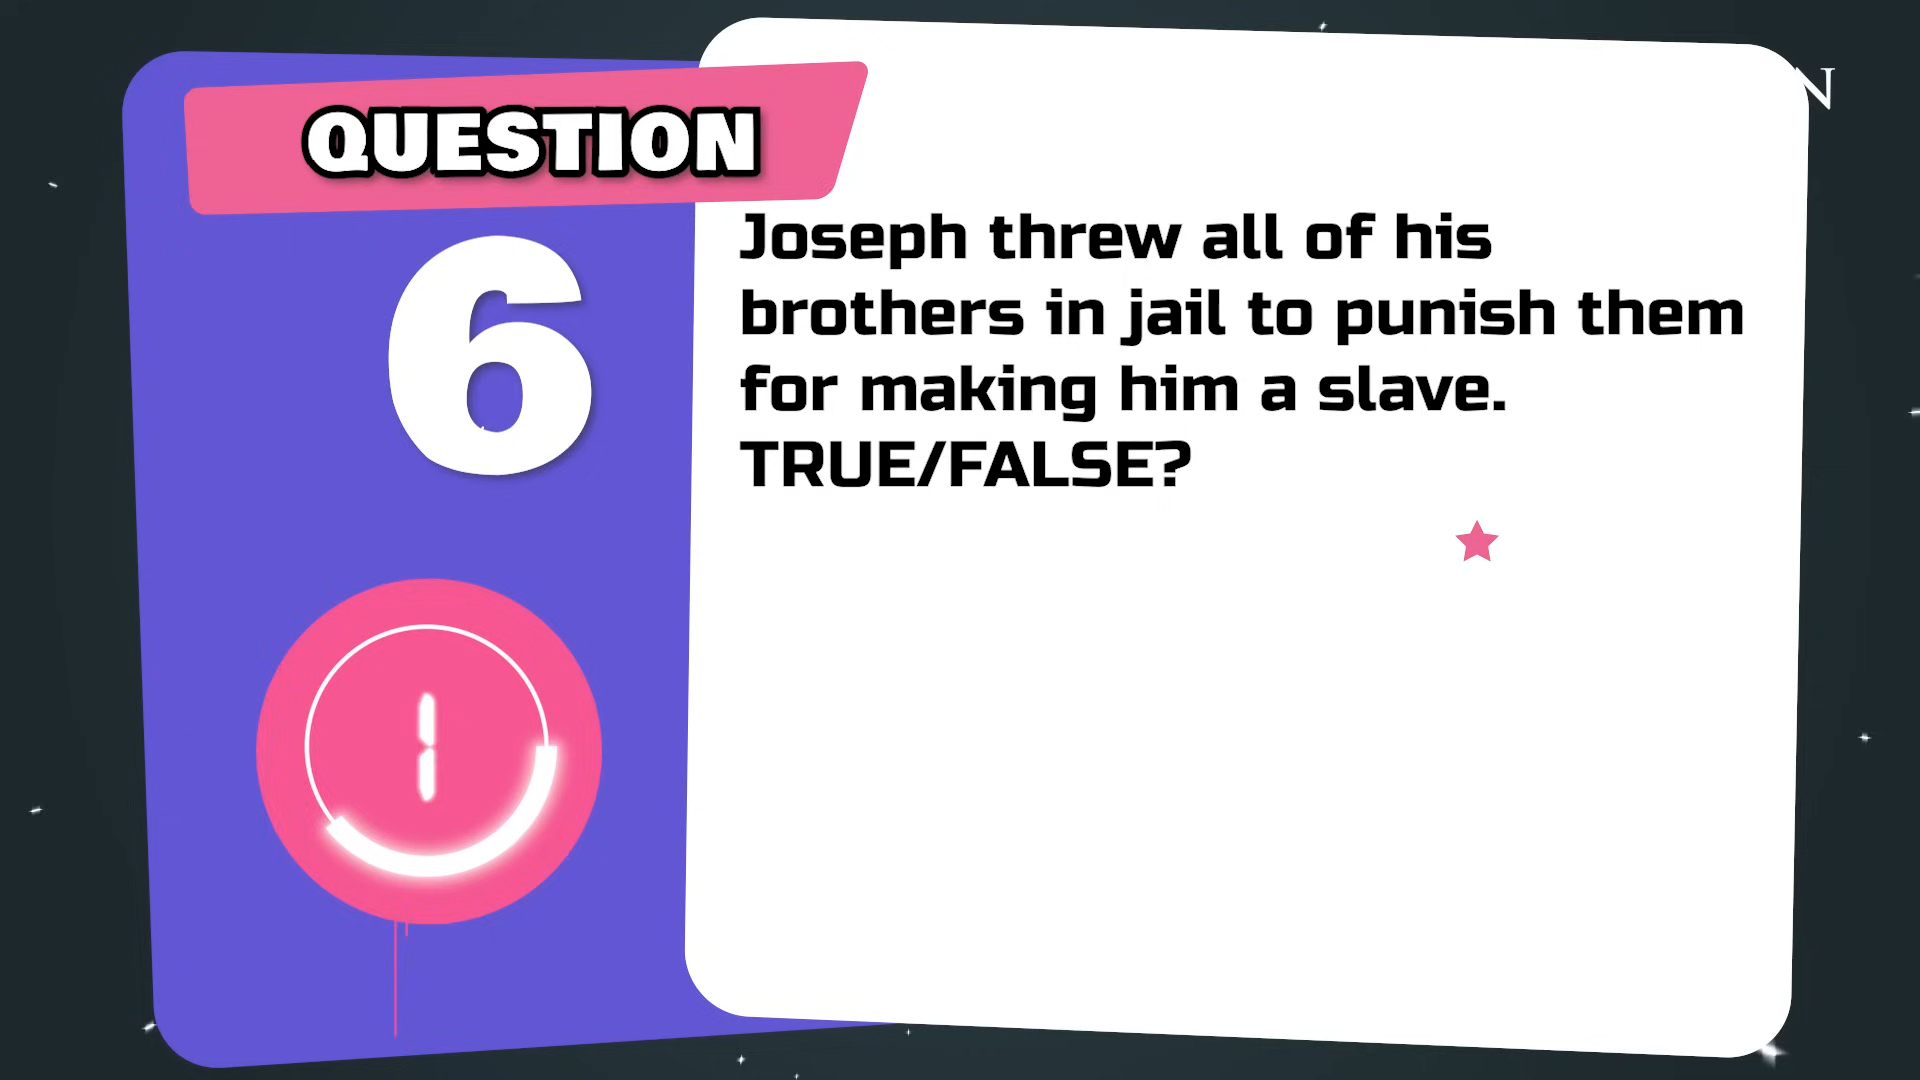 QUESTION
6
Joseph threw all of his
brothers in jail to punish them
for making him a slave.
TRUE/FALSE?
1
N